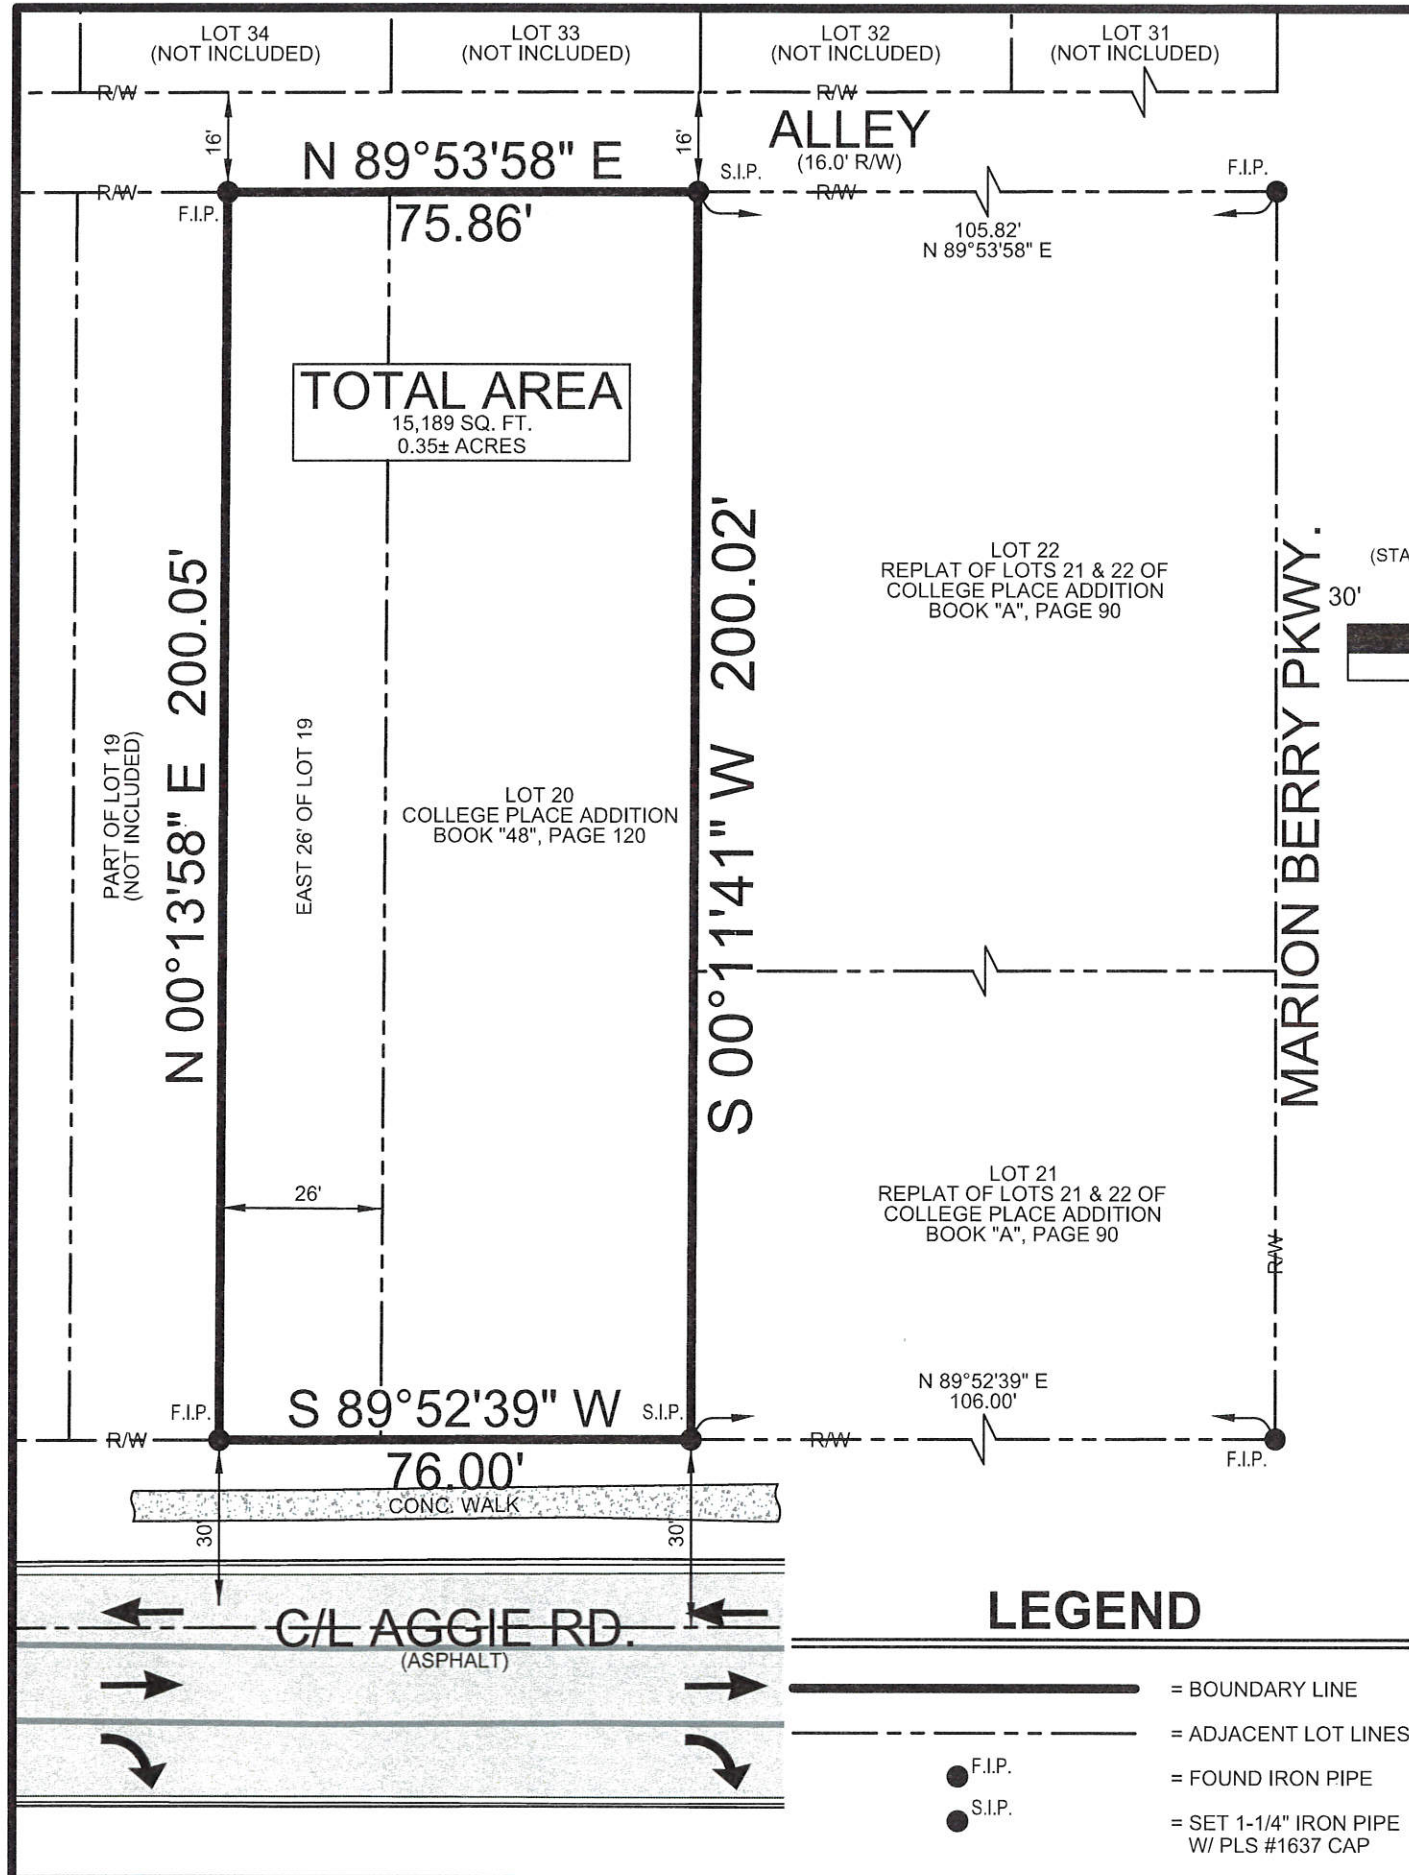 LOT 34
(NOT INCLUDED)
LOT 33
(NOT INCLUDED)
LOT 32
(NOT INCLUDED)
LOT 31
(NOT INCLUDED)
R/W
R/W
16'
16'
ALLEY
(16.0' R/W)
N 89°53'58" E
75.86'
R/W
F.I.P.
S.I.P.
R/W
F.I.P.
105.82'
N 89°53'58" E
TOTAL AREA
15,189 SQ. FT.
0.35± ACRES
N 00°13'58" E 200.05'
S 00°11'41" W 200.02'
PART OF LOT 19
(NOT INCLUDED)
EAST 26' OF LOT 19
LOT 20
COLLEGE PLACE ADDITION
BOOK "48", PAGE 120
LOT 22
REPLAT OF LOTS 21 & 22 OF
COLLEGE PLACE ADDITION
BOOK "A", PAGE 90
MARION BERRY PKWY.
(STA
30'
26'
LOT 21
REPLAT OF LOTS 21 & 22 OF
COLLEGE PLACE ADDITION
BOOK "A", PAGE 90
R/W
N 89°52'39" E
106.00'
F.I.P.
S 89°52'39" W
S.I.P.
R/W
R/W
F.I.P.
76.00'
CONC. WALK
30'
30'
C/L AGGIE RD.
(ASPHALT)
LEGEND
= BOUNDARY LINE
= ADJACENT LOT LINES
F.I.P.
= FOUND IRON PIPE
S.I.P.
= SET 1-1/4" IRON PIPE
W/ PLS #1637 CAP